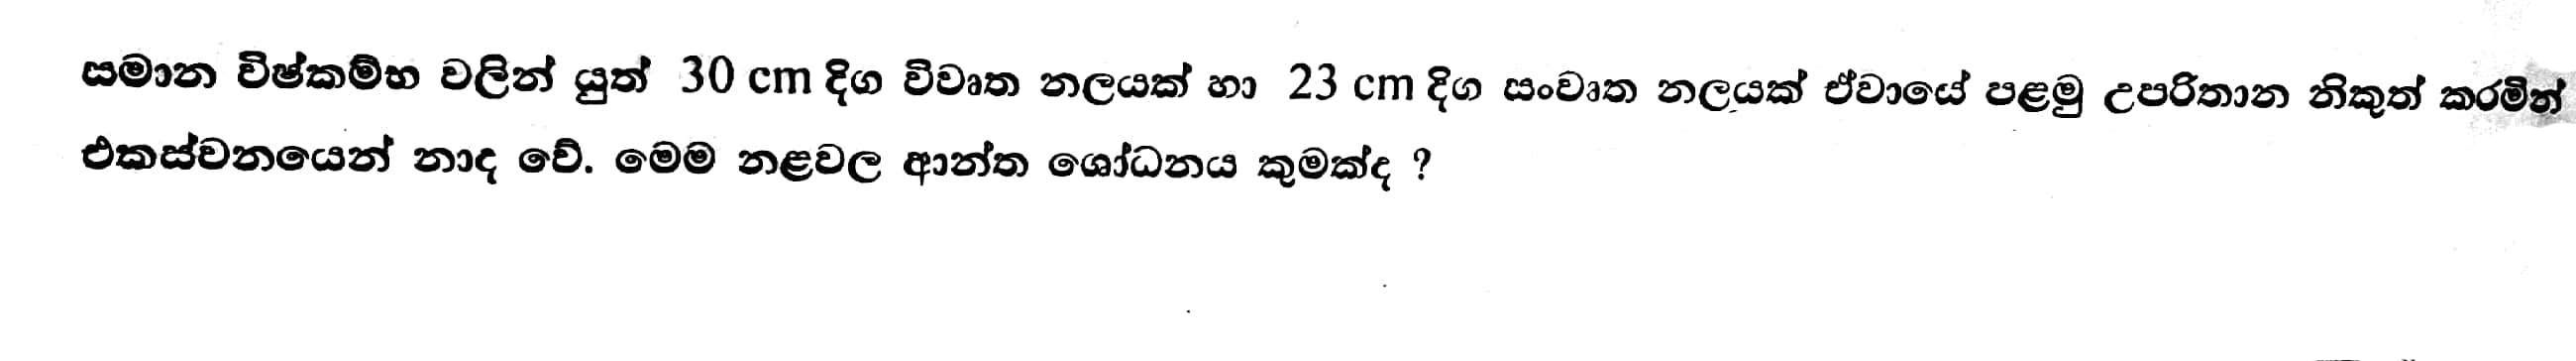 සමාන විෂ්කම්භ වලින් යුත් 30 cm දිග විවෘත නලයක් හා 23 cm දිග සංවෘත නලයක් ඒවායේ පළමු උපරිතාන නිකුත් කරමින්
එකස්වනයෙන් නාද වේ. මෙම නළවල ආන්ත ශෝධනය කුමක්ද ?